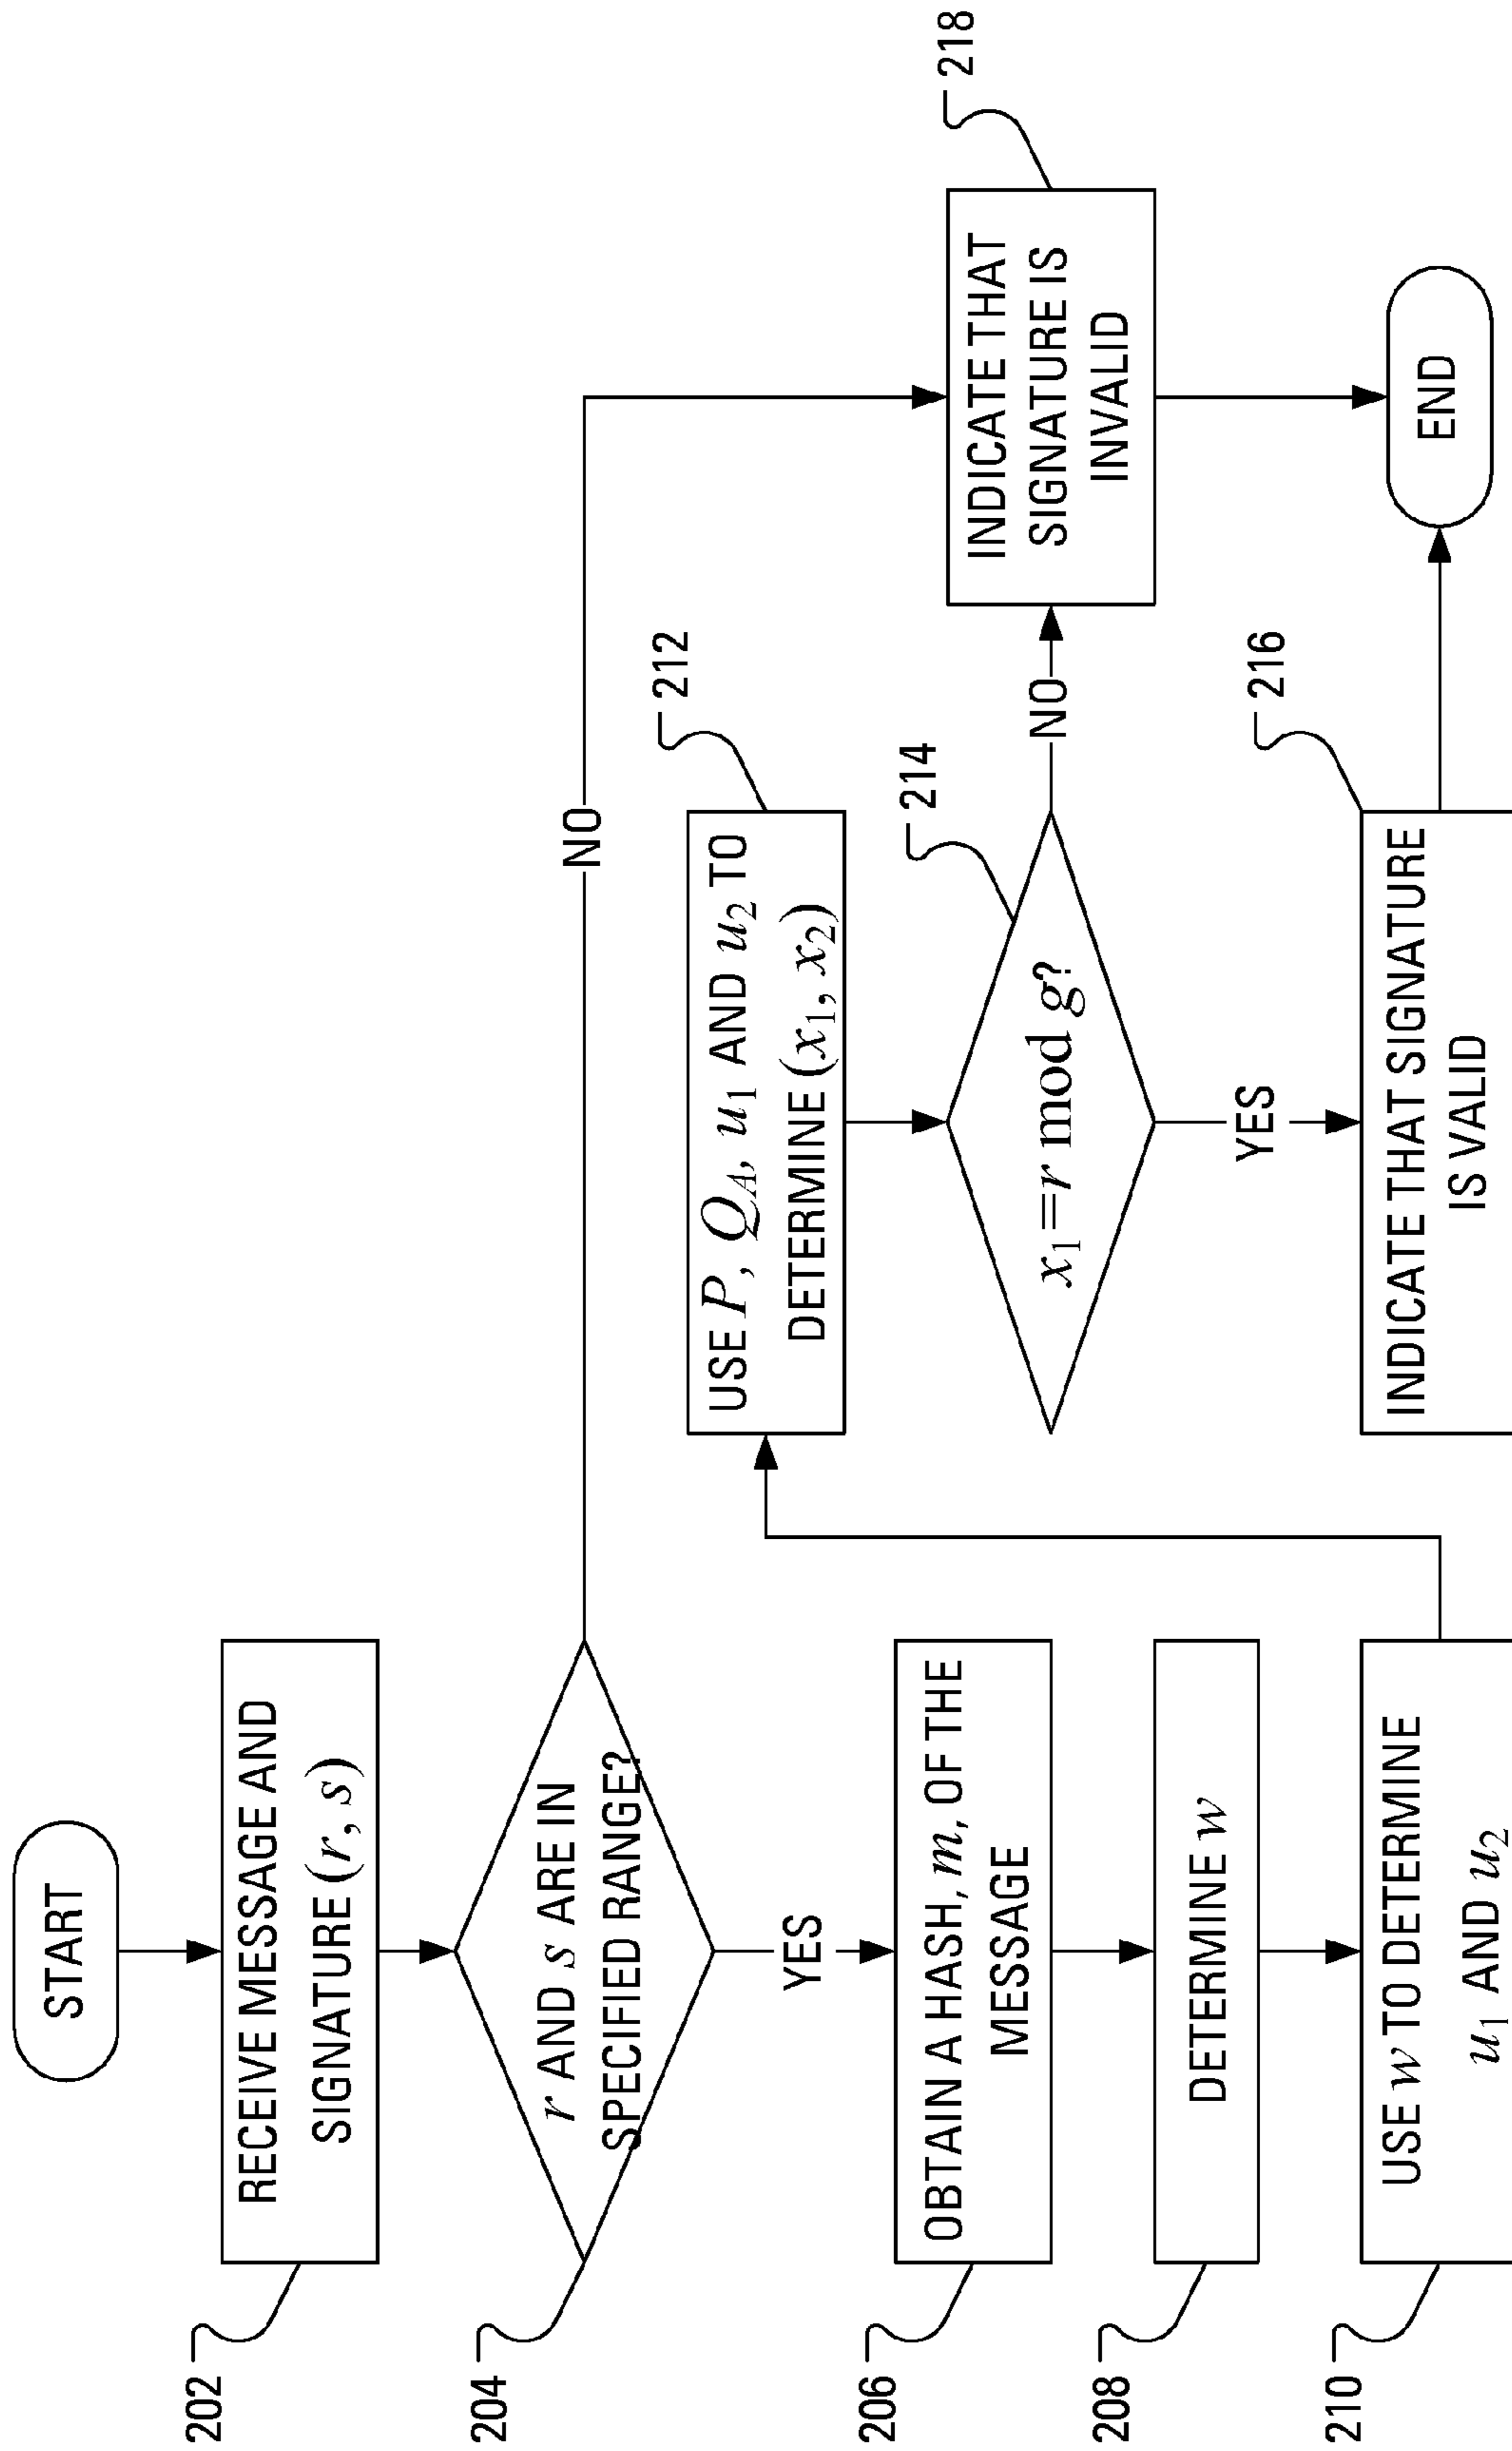 START
202
RECEIVE MESSAGE AND
SIGNATURE (r, s)
204
r AND s ARE IN
SPECIFIED RANGE?
NO
YES
206
OBTAIN A HASH, m, OF THE
MESSAGE
208
DETERMINE w
210
USE w TO DETERMINE
u₁ AND u₂
212
USE P, Q_A, u₁ AND u₂ TO
DETERMINE (x₁, x₂)
214
x₁=r mod g?
NO
YES
216
INDICATE THAT SIGNATURE
IS VALID
218
INDICATE THAT
SIGNATURE IS
INVALID
END